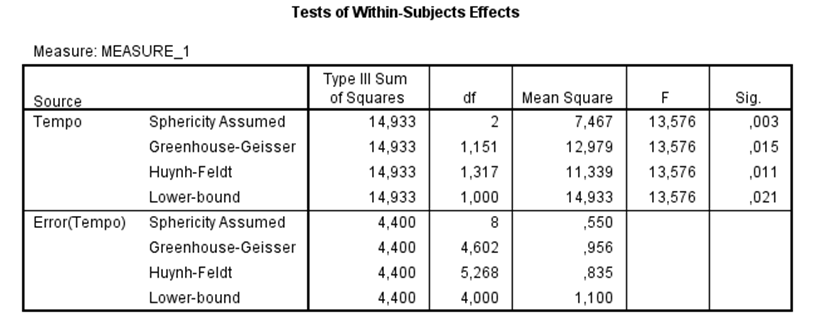 Tests of Within-Subjects Effects
Measure: MEASURE_1
Source Type III Sum of Squares df Mean Square F Sig.
Tempo Sphericity Assumed 14,933 2 7,467 13,576 ,003
Greenhouse-Geisser 14,933 1,151 12,979 13,576 ,015
Huynh-Feldt 14,933 1,317 11,339 13,576 ,011
Lower-bound 14,933 1,000 14,933 13,576 ,021
Error(Tempo) Sphericity Assumed 4,400 8 ,550
Greenhouse-Geisser 4,400 4,602 ,956
Huynh-Feldt 4,400 5,268 ,835
Lower-bound 4,400 4,000 1,100